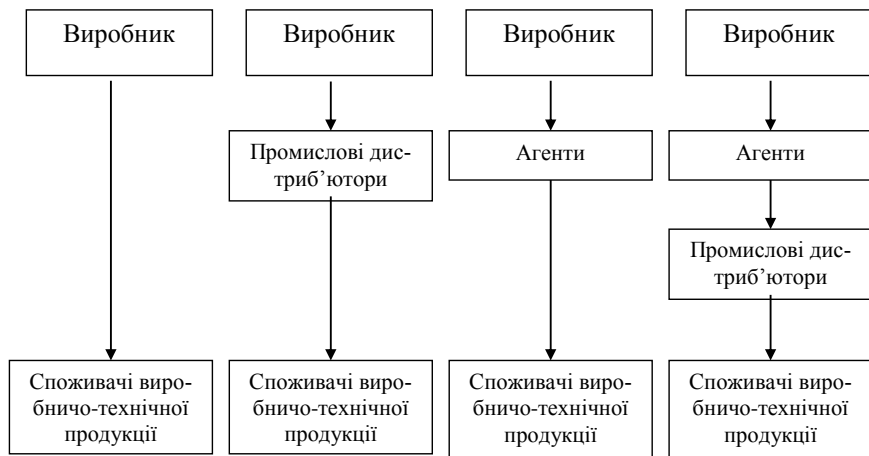 Виробник
Виробник
Виробник
Виробник
Промислові дис-
триб’ютори
Агенти
Агенти
Промислові дис-
триб’ютори
Споживачі виро-
бничо-технічної
продукції
Споживачі виро-
бничо-технічної
продукції
Споживачі виро-
бничо-технічної
продукції
Споживачі виро-
бничо-технічної
продукції